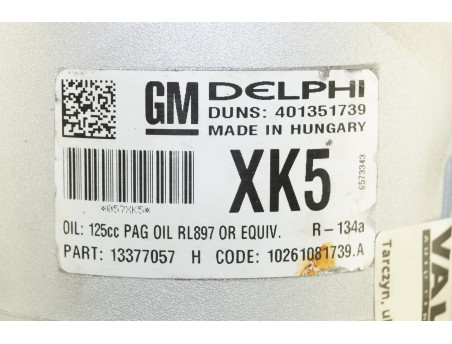 GM DELPHI
DUNS: 401351739
MADE IN HUNGARY
XK5
6573343
*057XK5*
OIL: 125cc PAG OIL RL897 OR EQUIV. R-134a
PART: 13377057 H CODE: 10261081739.A
VAL
Tarczyn, ul